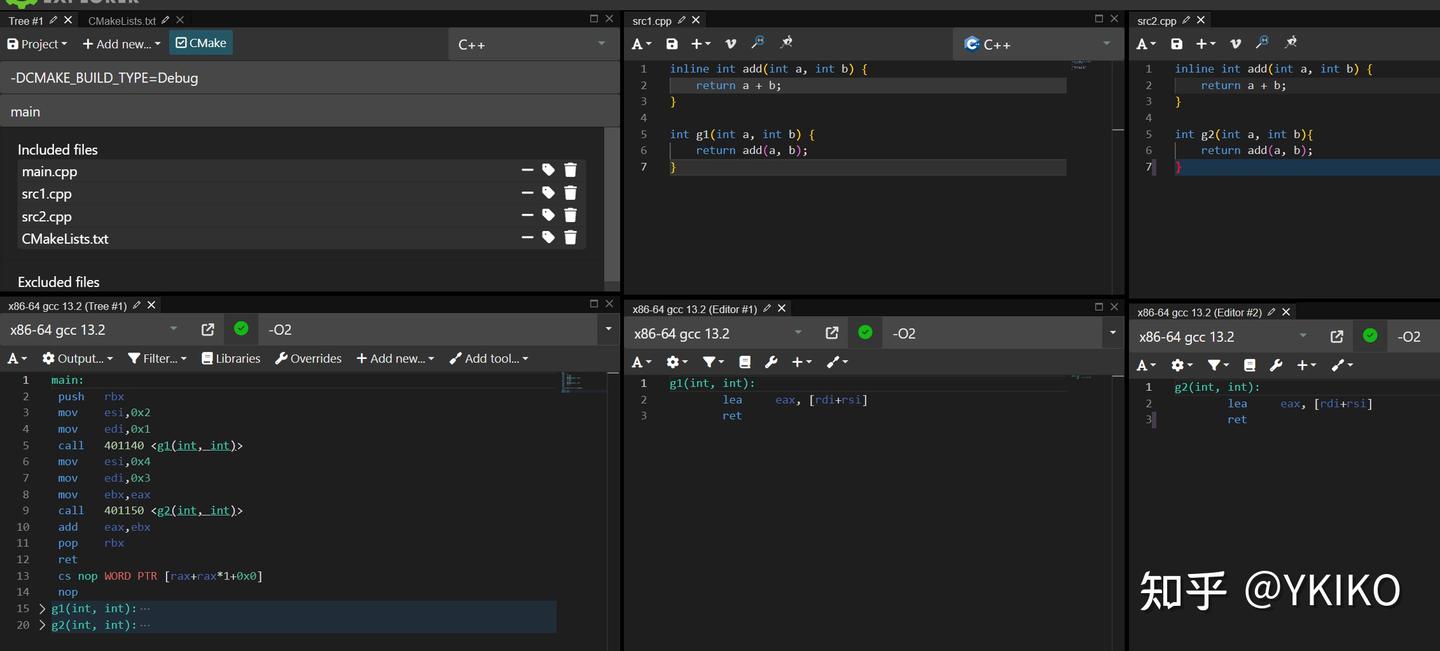 Tree #1
CMakeLists.txt
Project
Add new...
CMake
C++
-DCMAKE_BUILD_TYPE=Debug
main
Included files
main.cpp
src1.cpp
src2.cpp
CMakeLists.txt
Excluded files
src1.cpp
A
C++
1 inline int add(int a, int b) {
2 return a + b;
3 }
4
5 int g1(int a, int b) {
6 return add(a, b);
7 }
src2.cpp
A
1 inline int add(int a, int b) {
2 return a + b;
3 }
4
5 int g2(int a, int b){
6 return add(a, b);
7 }
x86-64 gcc 13.2 (Tree #1)
x86-64 gcc 13.2
-O2
A
Output...
Filter...
Libraries
Overrides
Add new...
Add tool...
1 main:
2 push rbx
3 mov esi,0x2
4 mov edi,0x1
5 call 401140 <g1(int, int)>
6 mov esi,0x4
7 mov edi,0x3
8 mov ebx,eax
9 call 401150 <g2(int, int)>
10 add eax,ebx
11 pop rbx
12 ret
13 cs nop WORD PTR [rax+rax*1+0x0]
14 nop
15 g1(int, int): ...
20 g2(int, int): ...
x86-64 gcc 13.2 (Editor #1)
x86-64 gcc 13.2
-O2
A
1 g1(int, int):
2 lea eax, [rdi+rsi]
3 ret
x86-64 gcc 13.2 (Editor #2)
x86-64 gcc 13.2
-O2
A
1 g2(int, int):
2 lea eax, [rdi+rsi]
3 ret
知乎 @YKIKO